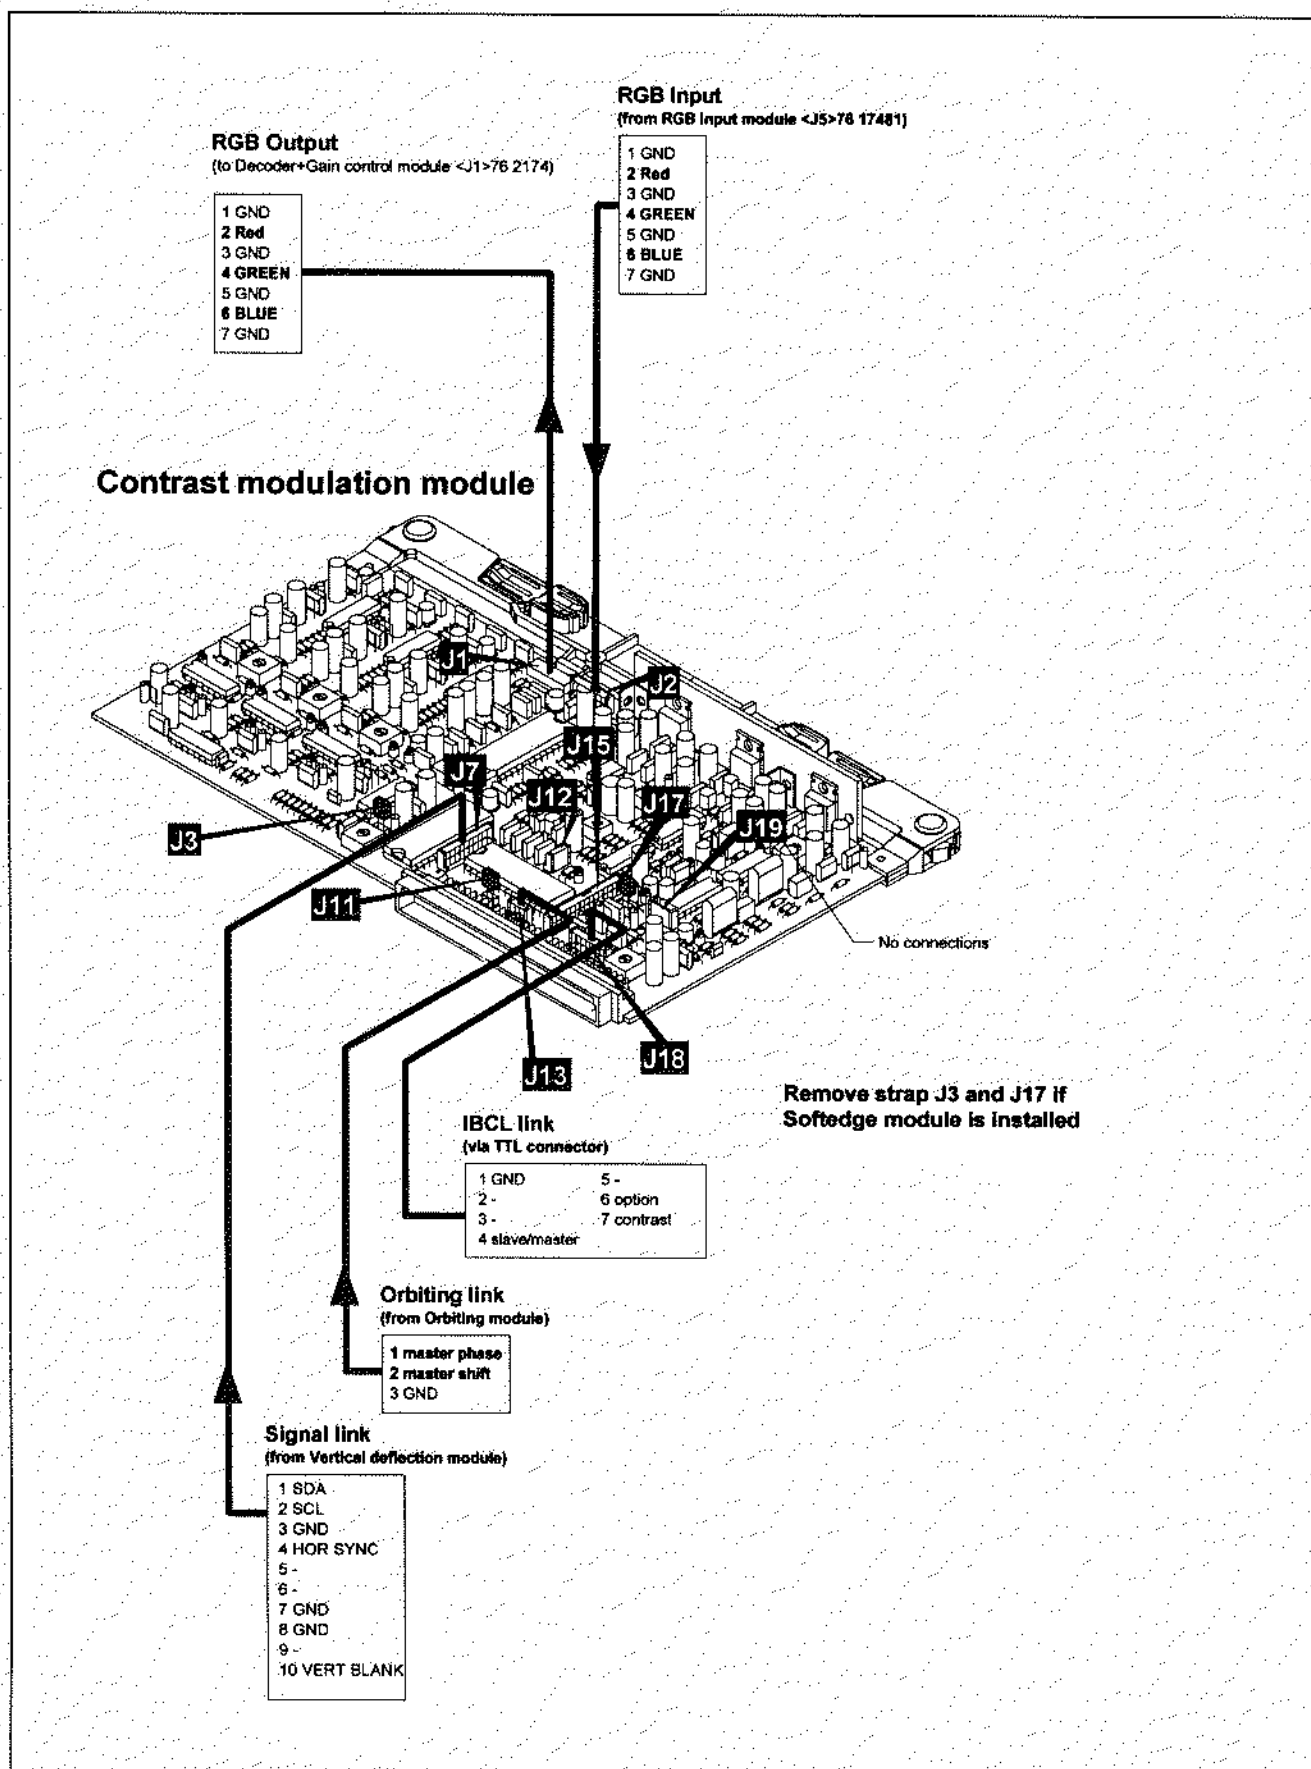 RGB Input
(from RGB Input module <J5>76 17481)
1 GND
2 Red
3 GND
4 GREEN
5 GND
6 BLUE
7 GND
RGB Output
(to Decoder+Gain control module <J1>76 2174)
1 GND
2 Red
3 GND
4 GREEN
5 GND
6 BLUE
7 GND
Contrast modulation module
J1
J2
J15
J7
J12
J17
J19
J3
J11
No connections
J13
J18
Remove strap J3 and J17 if
Softedge module is installed
IBCL link
(via TTL connector)
1 GND
2 -
3 -
4 slave/master
5 -
6 option
7 contrast
Orbiting link
(from Orbiting module)
1 master phase
2 master shift
3 GND
Signal link
(from Vertical deflection module)
1 SDA
2 SCL
3 GND
4 HOR SYNC
5 -
6 -
7 GND
8 GND
9 -
10 VERT BLANK